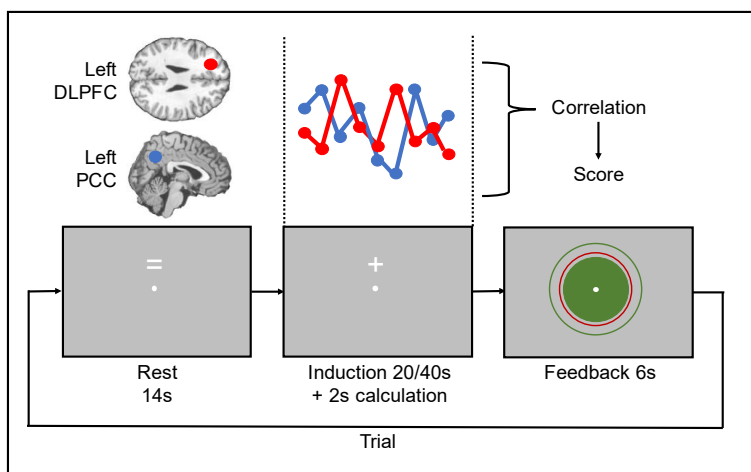 Left
DLPFC
Left
PCC
Correlation
Score
=
+
Rest
14s
Induction 20/40s
+ 2s calculation
Feedback 6s
Trial